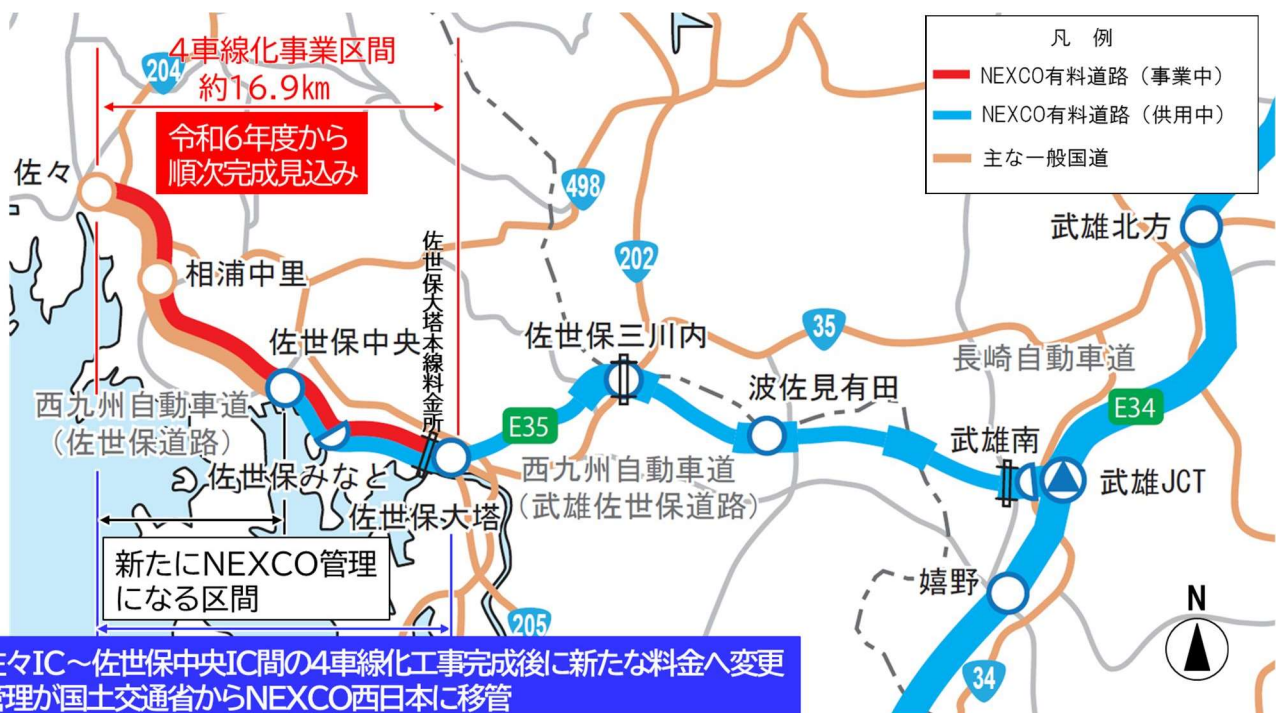 4車線化事業区間
約16.9km
令和6年度から
順次完成見込み
凡　例
NEXCO有料道路（事業中）
NEXCO有料道路（供用中）
主な一般国道
204
佐々
498
武雄北方
相浦中里
202
佐世保大塔本線料金所
佐世保中央
佐世保三川内
35
長崎自動車道
波佐見有田
西九州自動車道
（佐世保道路）
E35
E34
武雄南
佐世保みなと
西九州自動車道
（武雄佐世保道路）
武雄JCT
佐世保大塔
新たにNEXCO管理
になる区間
嬉野
N
205
34
佐々IC～佐世保中央IC間の4車線化工事完成後に新たな料金へ変更
管理が国土交通省からNEXCO西日本に移管